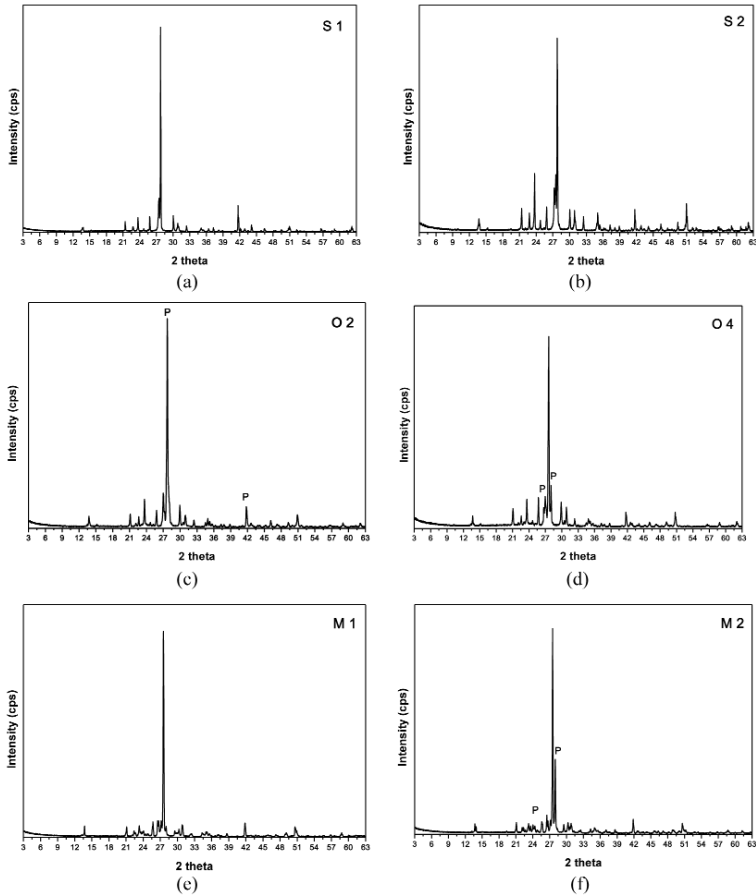 S 1
Intensity (cps)
3 6 9 12 15 18 21 24 27 30 33 36 39 42 45 48 51 54 57 60 63
2 theta
(a)
S 2
Intensity (cps)
3 6 9 12 15 18 21 24 27 30 33 36 39 42 45 48 51 54 57 60 63
2 theta
(b)
O 2
P
P
Intensity (cps)
3 6 9 12 15 18 21 24 27 30 33 36 39 42 45 48 51 54 57 60 63
2 theta
(c)
O 4
P
P
Intensity (cps)
3 6 9 12 15 18 21 24 27 30 33 36 39 42 45 48 51 54 57 60 63
2 theta
(d)
M 1
Intensity (cps)
3 6 9 12 15 18 21 24 27 30 33 36 39 42 45 48 51 54 57 60 63
2 theta
(e)
M 2
P
P
Intensity (cps)
3 6 9 12 15 18 21 24 27 30 33 36 39 42 45 48 51 54 57 60 63
2 theta
(f)